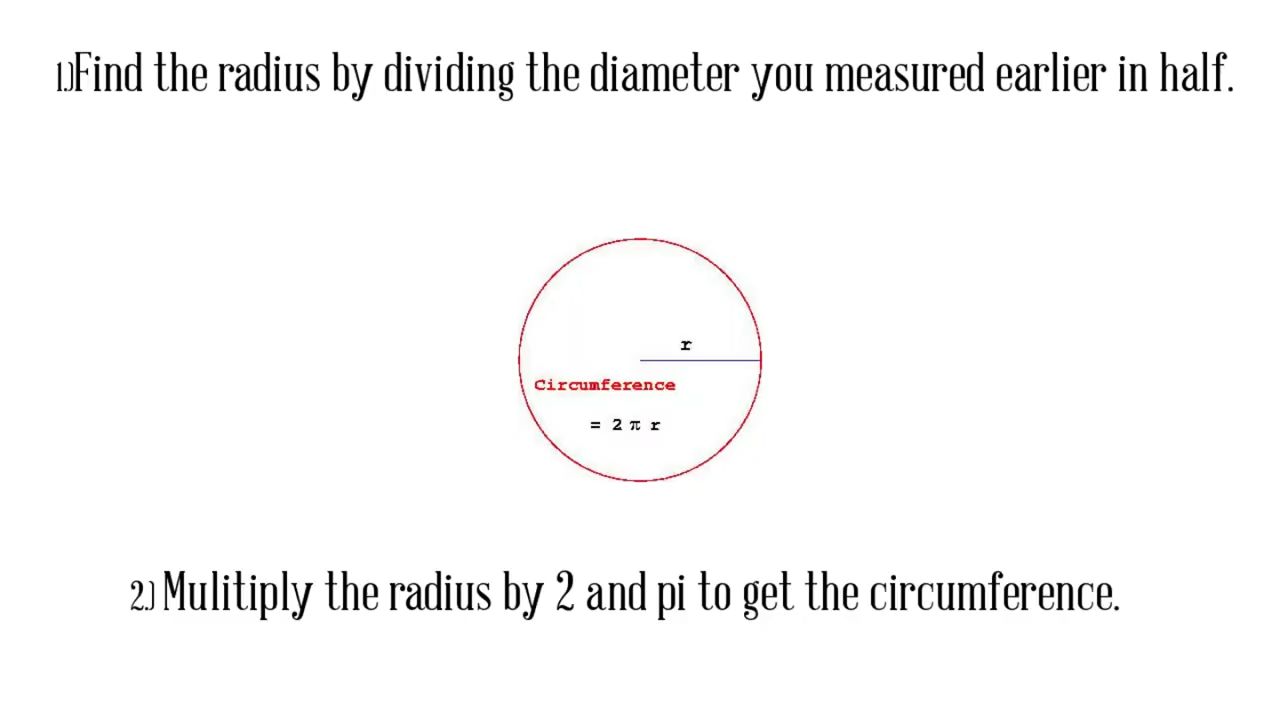 1.)Find the radius by dividing the diameter you measured earlier in half.
r
Circumference
= 2 π r
2.) Mulitiply the radius by 2 and pi to get the circumference.